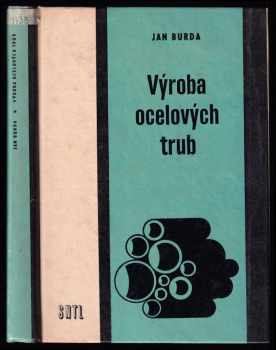 JAN BURDA
Výroba
ocelových
trub
SNTL
JAN BURDA • VÝROBA OCELOVÝCH TRUB